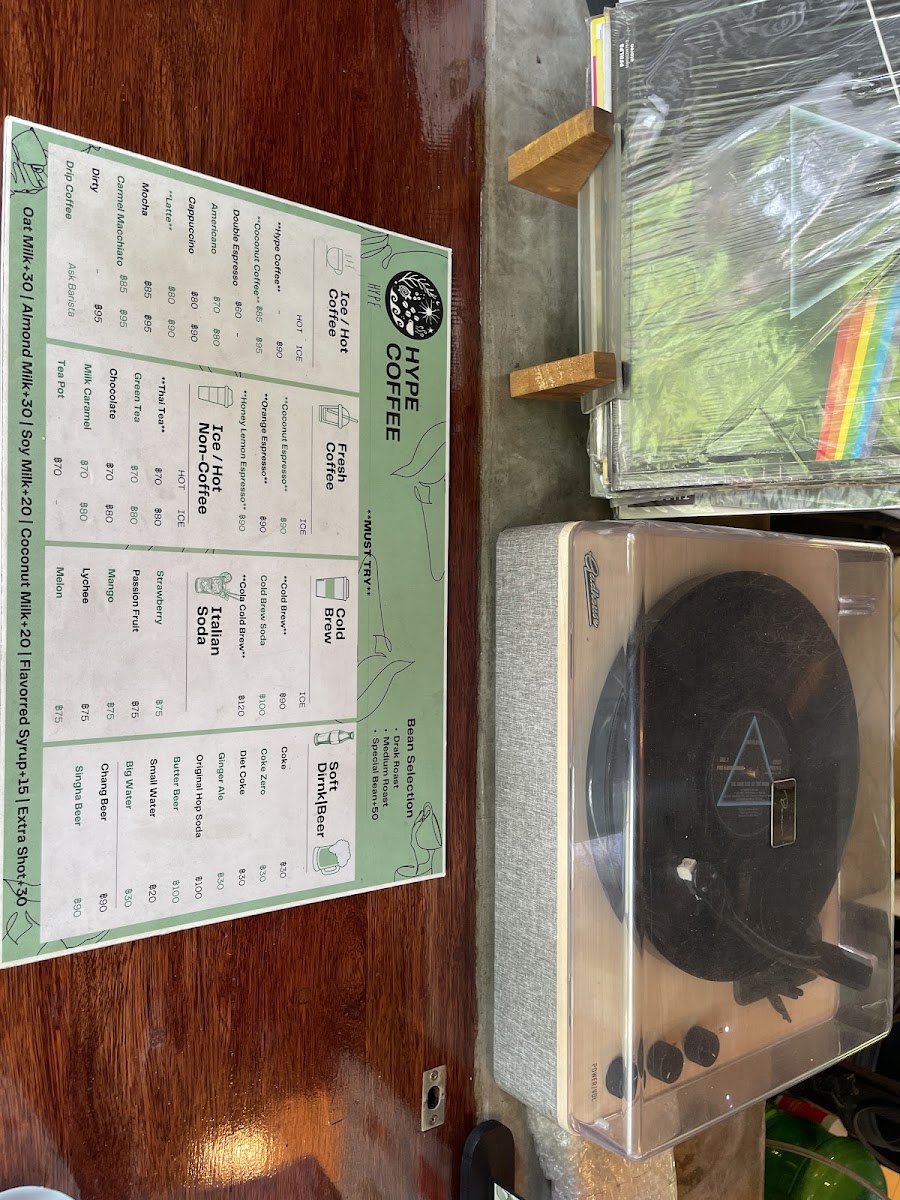 HYPE
HYPE
COFFEE
**MUST TRY**
Bean Selection
· Drak Roast
· Medium Roast
· Special Bean+50
Ice / Hot
Coffee
HOT ICE
**Hype Coffee** - ฿90
**Coconut Coffee** ฿85 ฿95
Double Espresso ฿60 -
Americano ฿70 ฿80
Cappuccino ฿80 ฿90
**Latte** ฿80 ฿90
Mocha ฿85 ฿95
Carmel Macchiato ฿85 ฿95
Dirty - ฿95
Drip Coffee Ask Barista
Fresh
Coffee
ICE
**Coconut Espresso** ฿90
**Orange Espresso** ฿90
**Honey Lemon Espresso** ฿90
Ice / Hot
Non-Coffee
HOT ICE
**Thai Tea** ฿70 ฿80
Green Tea ฿70 ฿80
Chocolate ฿70 ฿80
Milk Caramel ฿70 ฿80
Tea Pot ฿70 -
Cold
Brew
ICE
**Cold Brew** ฿90
Cold Brew Soda ฿100
**Cola Cold Brew** ฿120
Italian
Soda
Strawberry ฿75
Passion Fruit ฿75
Mango ฿75
Lychee ฿75
Melon ฿75
Soft
Drink|Beer
Coke ฿30
Coke Zero ฿30
Diet Coke ฿30
Ginger Ale ฿30
Original Hop Soda ฿100
Butter Beer ฿100
Small Water ฿20
Big Water ฿30
Chang Beer ฿90
Singha Beer ฿90
Oat Milk+30 | Almond Milk+30 | Soy Milk+20 | Coconut Milk+20 | Flavorred Syrup+15 | Extra Shot+30
Gadhouse
POWER/VOL